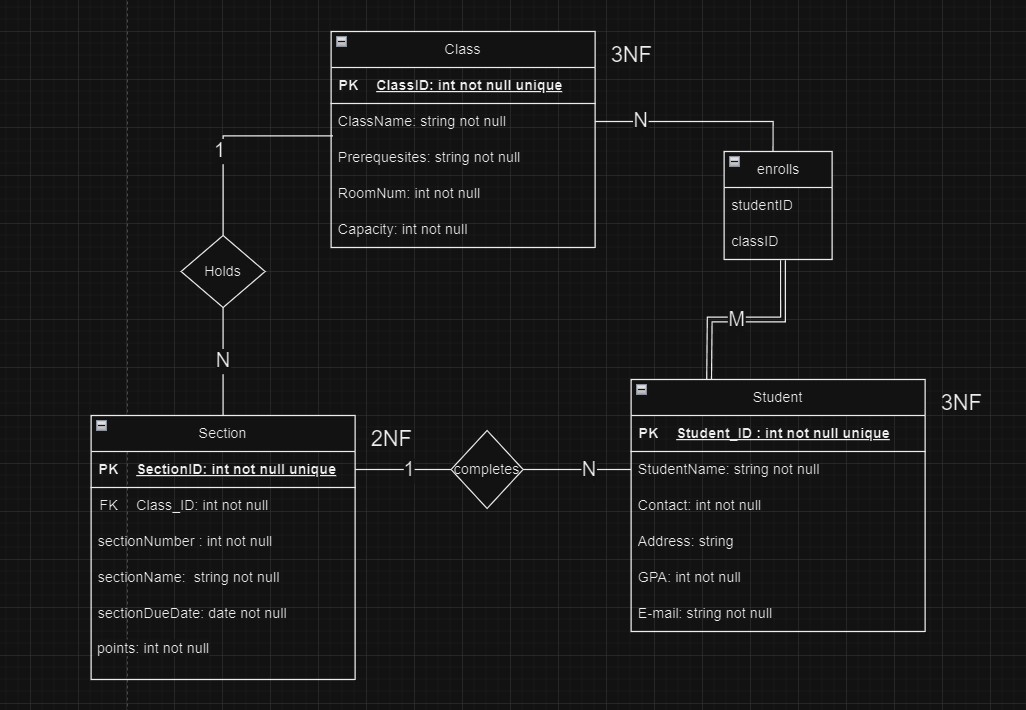 Class
3NF
PK ClassID: int not null unique
ClassName: string not null
Prerequesites: string not null
RoomNum: int not null
Capacity: int not null
N
1
enrolls
studentID
classID
Holds
M
N
Student
3NF
PK Student_ID : int not null unique
StudentName: string not null
Contact: int not null
Address: string
GPA: int not null
E-mail: string not null
Section
2NF
PK SectionID: int not null unique
FK Class_ID: int not null
sectionNumber : int not null
sectionName: string not null
sectionDueDate: date not null
points: int not null
1
completes
N